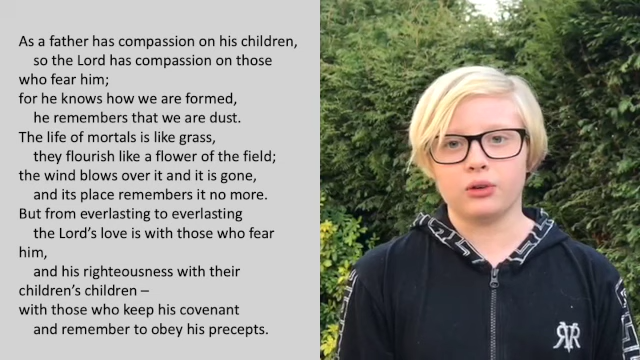 As a father has compassion on his children,
so the Lord has compassion on those
who fear him;
for he knows how we are formed,
he remembers that we are dust.
The life of mortals is like grass,
they flourish like a flower of the field;
the wind blows over it and it is gone,
and its place remembers it no more.
But from everlasting to everlasting
the Lord’s love is with those who fear
him,
and his righteousness with their
children’s children –
with those who keep his covenant
and remember to obey his precepts.